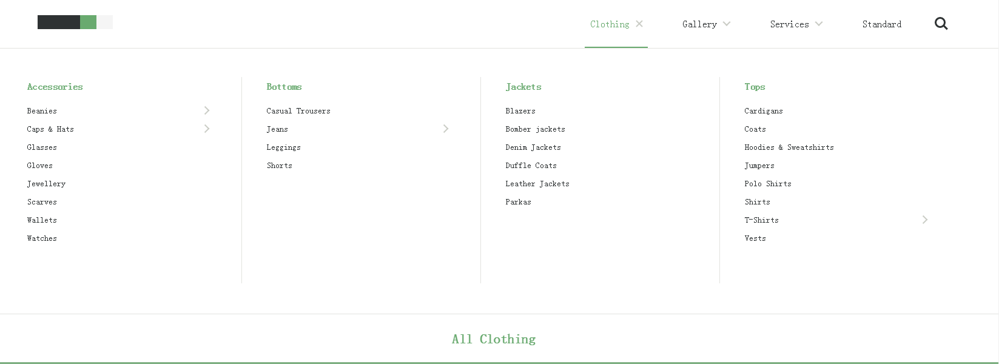 Clothing
Gallery
Services
Standard
Accessories
Beanies
Caps & Hats
Glasses
Gloves
Jewellery
Scarves
Wallets
Watches
Bottoms
Casual Trousers
Jeans
Leggings
Shorts
Jackets
Blazers
Bomber jackets
Denim Jackets
Duffle Coats
Leather Jackets
Parkas
Tops
Cardigans
Coats
Hoodies & Sweatshirts
Jumpers
Polo Shirts
Shirts
T-Shirts
Vests
All Clothing